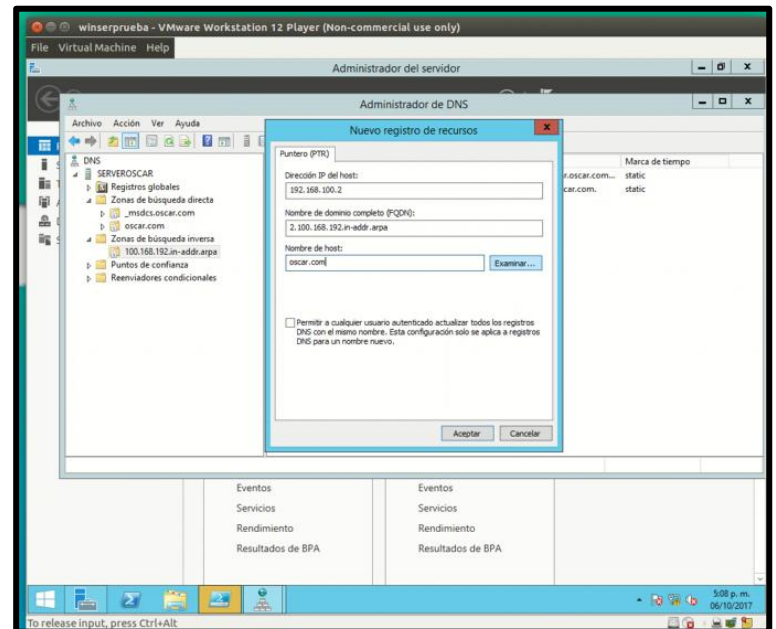 winserprueba - VMware Workstation 12 Player (Non-commercial use only)
File Virtual Machine Help
Administrador del servidor
Administrador de DNS
Archivo Acción Ver Ayuda
DNS
SERVEROSCAR
Registros globales
Zonas de búsqueda directa
_msdcs.oscar.com
oscar.com
Zonas de búsqueda inversa
100.168.192.in-addr.arpa
Puntos de confianza
Reenviadores condicionales
Nuevo registro de recursos
Puntero (PTR)
Dirección IP del host:
192.168.100.2
Nombre de dominio completo (FQDN):
2.100.168.192.in-addr.arpa
Nombre de host:
oscar.com
Examinar...
Permitir a cualquier usuario autenticado actualizar todos los registros
DNS con el mismo nombre. Esta configuración solo se aplica a registros
DNS para un nombre nuevo.
Aceptar Cancelar
Marca de tiempo
r.oscar.com... static
car.com. static
Eventos Eventos
Servicios Servicios
Rendimiento Rendimiento
Resultados de BPA Resultados de BPA
5:08 p. m.
06/10/2017
To release input, press Ctrl+Alt